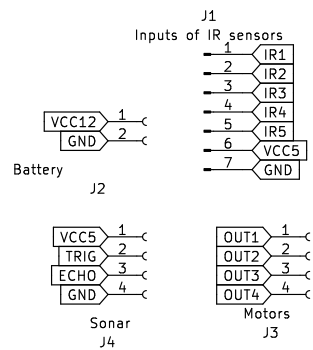 J1
Inputs of IR sensors
1 IR1
2 IR2
3 IR3
4 IR4
5 IR5
6 VCC5
7 GND
VCC12 1
GND 2
Battery
J2
VCC5 1
TRIG 2
ECHO 3
GND 4
Sonar
J4
OUT1 1
OUT2 2
OUT3 3
OUT4 4
Motors
J3